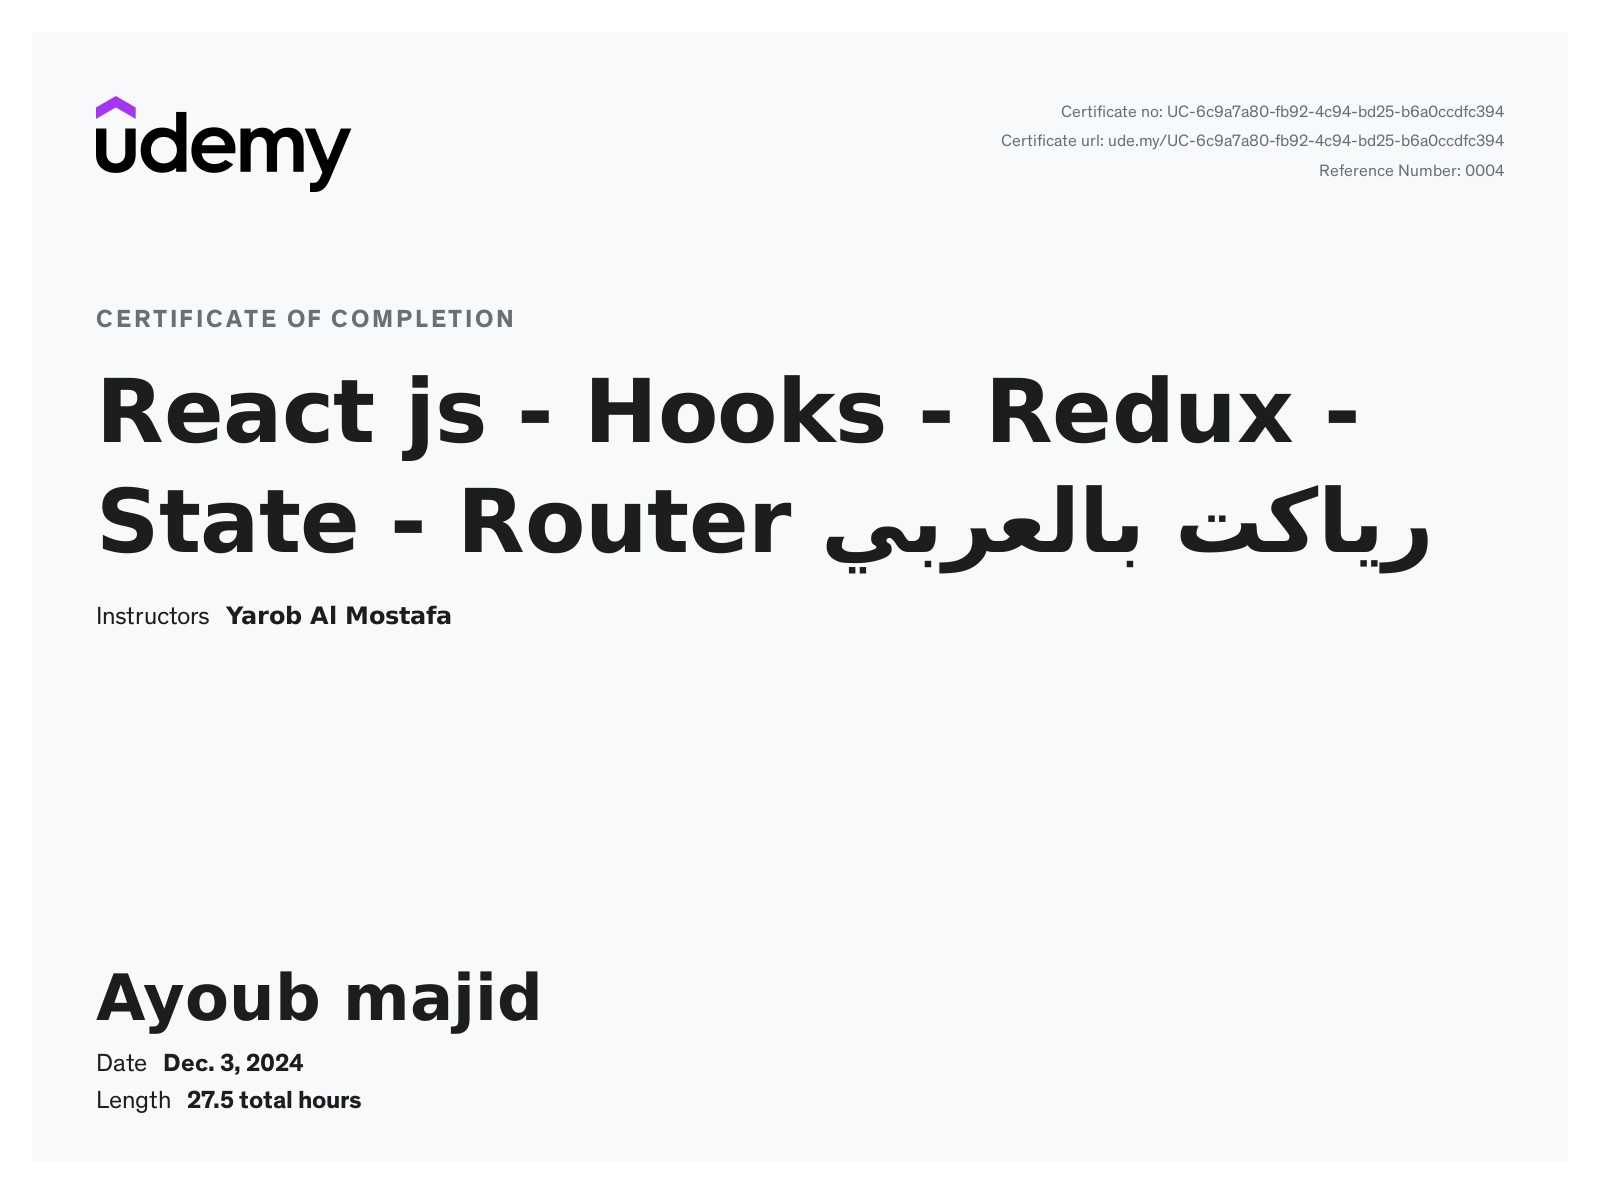 udemy
Certificate no: UC-6c9a7a80-fb92-4c94-bd25-b6a0ccdfc394
Certificate url: ude.my/UC-6c9a7a80-fb92-4c94-bd25-b6a0ccdfc394
Reference Number: 0004
CERTIFICATE OF COMPLETION
React js - Hooks - Redux -
State - Router رياكت بالعربي
Instructors Yarob Al Mostafa
Ayoub majid
Date Dec. 3, 2024
Length 27.5 total hours